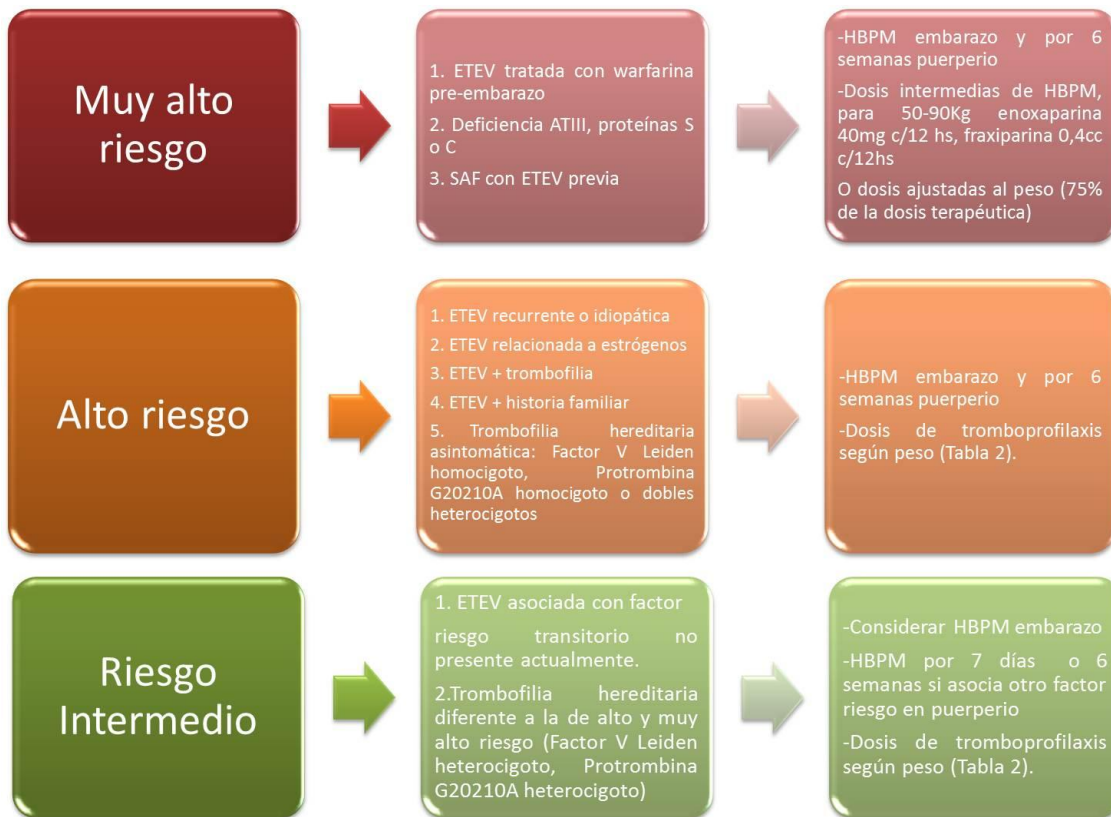 Muy alto
riesgo
1. ETEV tratada con warfarina
pre-embarazo
2. Deficiencia ATIII, proteínas S
o C
3. SAF con ETEV previa
-HBPM embarazo y por 6
semanas puerperio
-Dosis intermedias de HBPM,
para 50-90Kg enoxaparina
40mg c/12 hs, fraxiparina 0,4cc
c/12hs
O dosis ajustadas al peso (75%
de la dosis terapéutica)
Alto riesgo
1. ETEV recurrente o idiopática
2. ETEV relacionada a estrógenos
3. ETEV + trombofilia
4. ETEV + historia familiar
5. Trombofilia hereditaria
asintomática: Factor V Leiden
homocigoto, Protrombina
G20210A homocigoto o dobles
heterocigotos
-HBPM embarazo y por 6
semanas puerperio
-Dosis de tromboprofilaxis
según peso (Tabla 2).
Riesgo
Intermedio
1. ETEV asociada con factor
riesgo transitorio no
presente actualmente.
2.Trombofilia hereditaria
diferente a la de alto y muy
alto riesgo (Factor V Leiden
heterocigoto, Protrombina
G20210A heterocigoto)
-Considerar HBPM embarazo
-HBPM por 7 días o 6
semanas si asocia otro factor
riesgo en puerperio
-Dosis de tromboprofilaxis
según peso (Tabla 2).